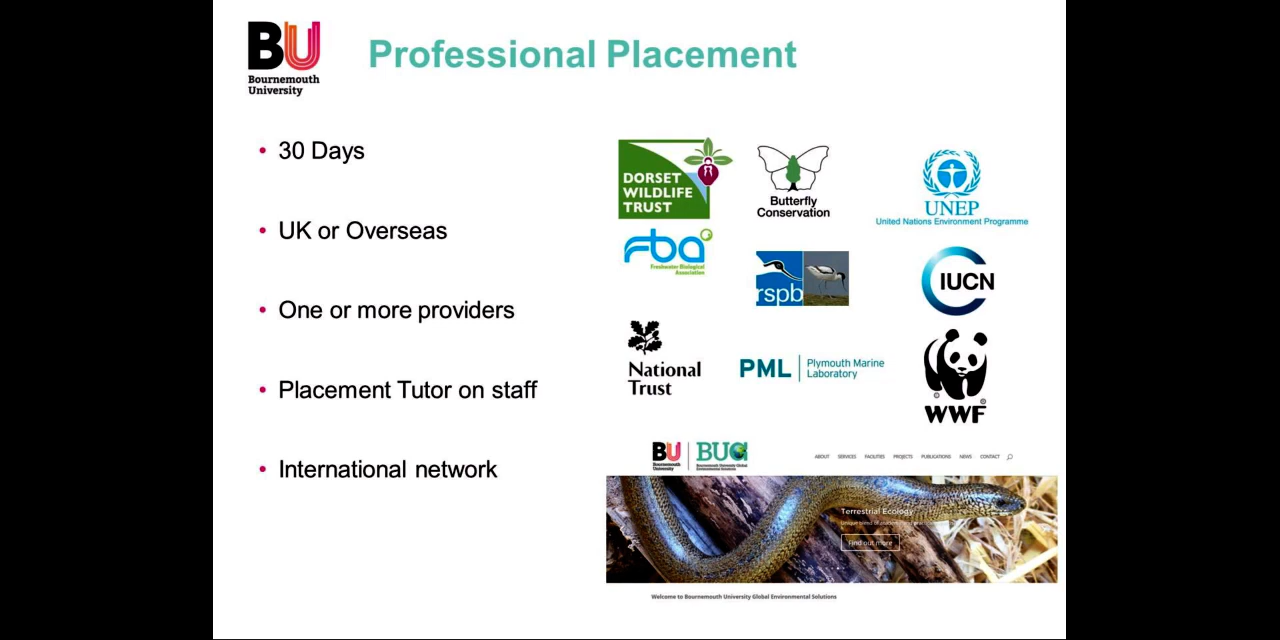 BU
Bournemouth
University
Professional Placement
• 30 Days
• UK or Overseas
• One or more providers
• Placement Tutor on staff
• International network
DORSET
WILDLIFE
TRUST
Butterfly
Conservation
UNEP
United Nations Environment Programme
fba
Freshwater Biological
Association
rspb
IUCN
National
Trust
PML
Plymouth Marine
Laboratory
WWF
BU
Bournemouth
University
BUG
Bournemouth University Global
Environmental Solutions
ABOUT SERVICES FACILITIES PROJECTS PUBLICATIONS NEWS CONTACT
Terrestrial Ecology
Find out more
Welcome to Bournemouth University Global Environmental Solutions